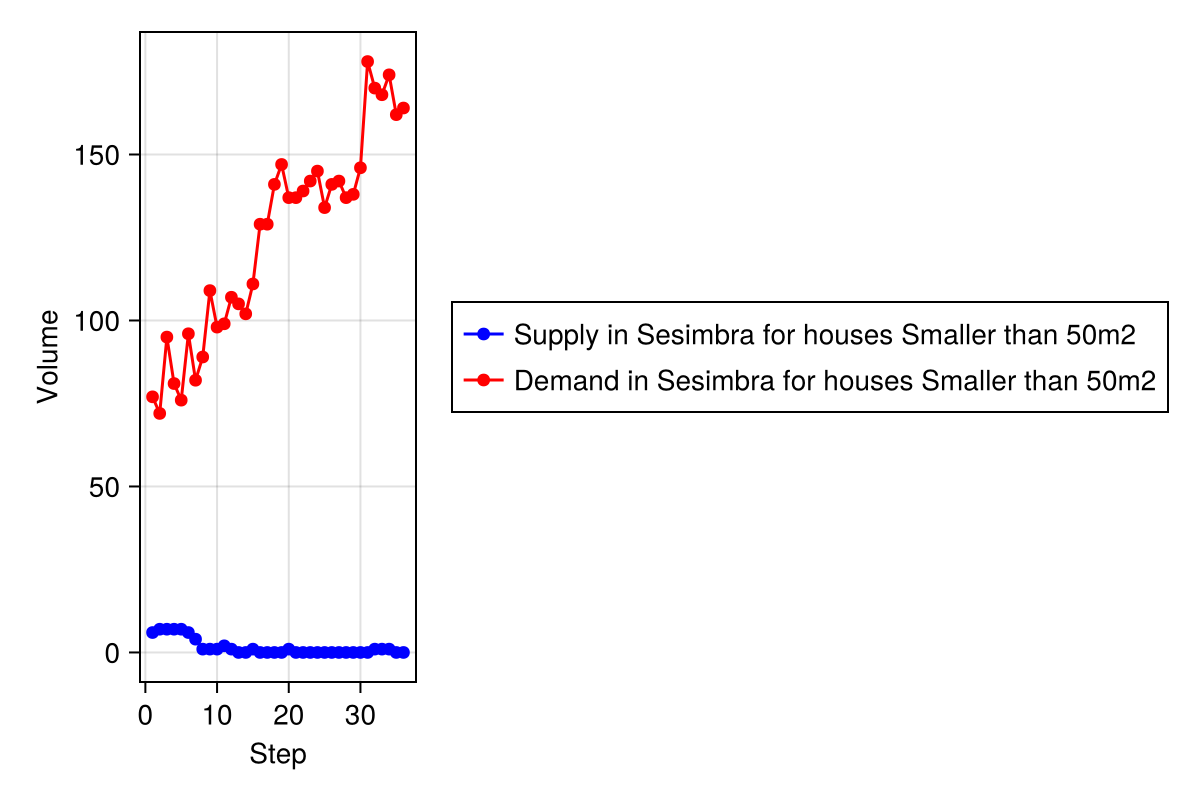 150
100
50
0
Volume
0 10 20 30
Step
Supply in Sesimbra for houses Smaller than 50m2
Demand in Sesimbra for houses Smaller than 50m2